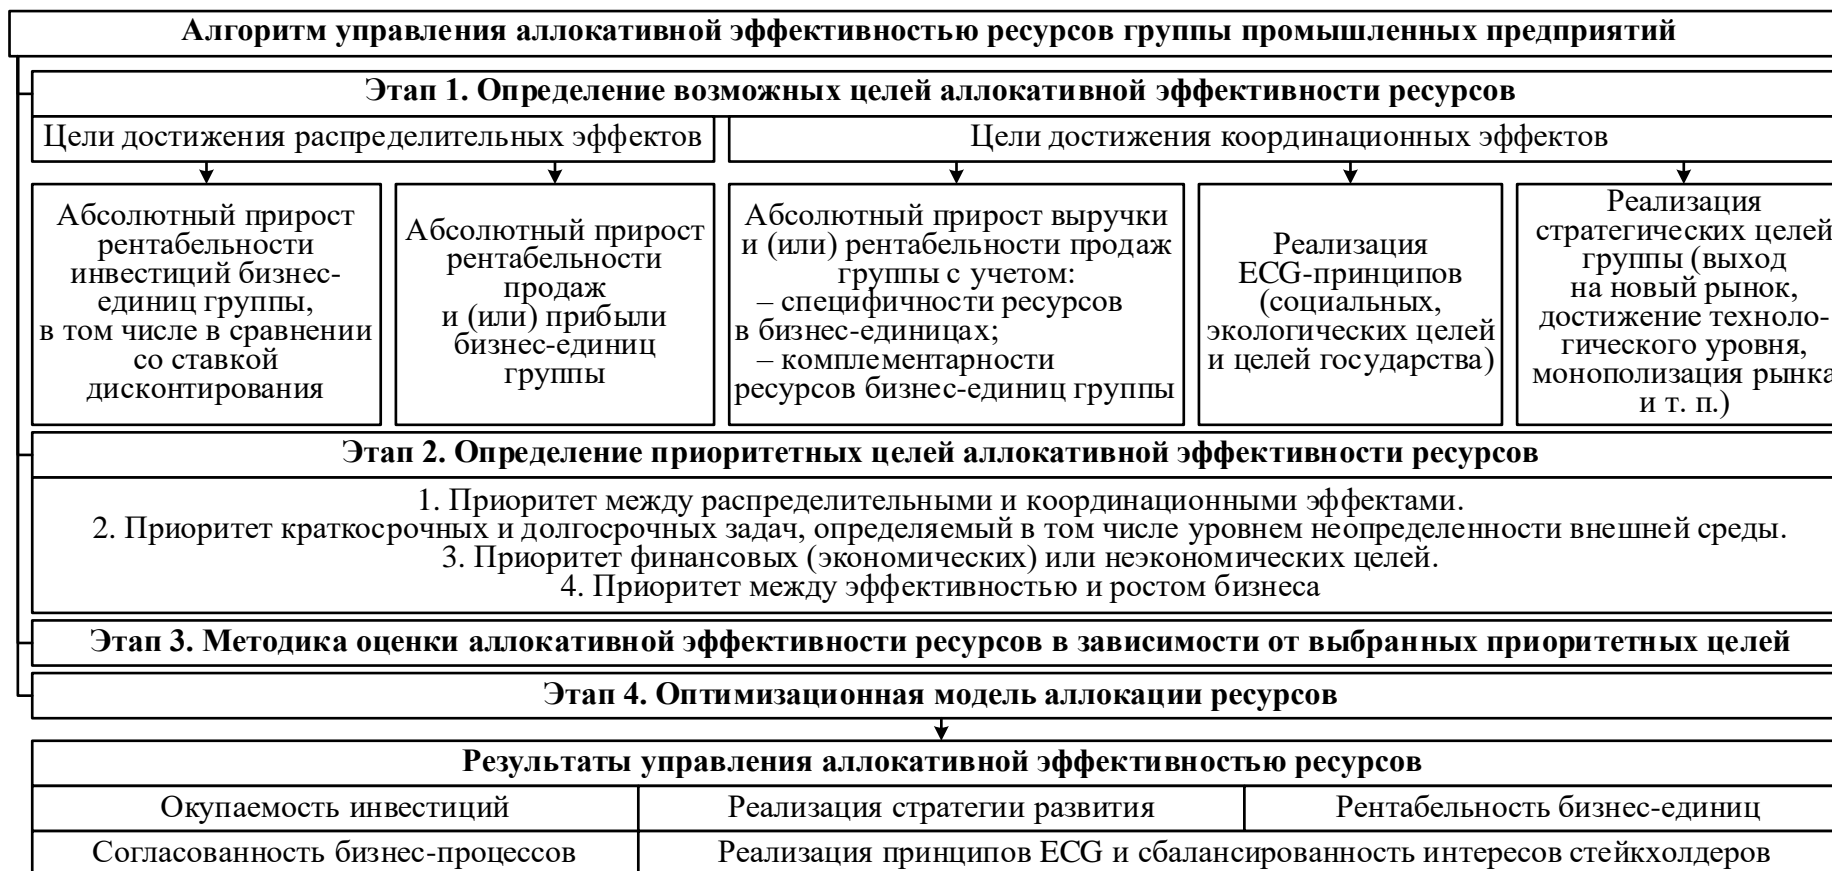 Алгоритм управления аллокативной эффективностью ресурсов группы промышленных предприятий
Этап 1. Определение возможных целей аллокативной эффективности ресурсов
Цели достижения распределительных эффектов
Цели достижения координационных эффектов
Абсолютный прирост
рентабельности
инвестиций бизнес-
единиц группы,
в том числе в сравнении
со ставкой
дисконтирования
Абсолютный прирост
рентабельности
продаж
и (или) прибыли
бизнес-единиц
группы
Абсолютный прирост выручки
и (или) рентабельности продаж
группы с учетом:
– специфичности ресурсов
в бизнес-единицах;
– комплементарности
ресурсов бизнес-единиц группы
Реализация
ECG-принципов
(социальных,
экологических целей
и целей государства)
Реализация
стратегических целей
группы (выход
на новый рынок,
достижение техноло-
гического уровня,
монополизация рынка
и т. п.)
Этап 2. Определение приоритетных целей аллокативной эффективности ресурсов
1. Приоритет между распределительными и координационными эффектами.
2. Приоритет краткосрочных и долгосрочных задач, определяемый в том числе уровнем неопределенности внешней среды.
3. Приоритет финансовых (экономических) или неэкономических целей.
4. Приоритет между эффективностью и ростом бизнеса
Этап 3. Методика оценки аллокативной эффективности ресурсов в зависимости от выбранных приоритетных целей
Этап 4. Оптимизационная модель аллокации ресурсов
Результаты управления аллокативной эффективностью ресурсов
Окупаемость инвестиций
Реализация стратегии развития
Рентабельность бизнес-единиц
Согласованность бизнес-процессов
Реализация принципов ECG и сбалансированность интересов стейкхолдеров